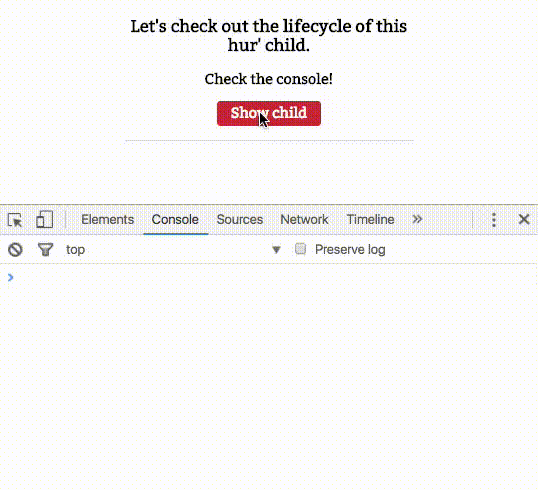 Let's check out the lifecycle of this
hur' child.
Check the console!
Show child
Elements Console Sources Network Timeline »
top Preserve log